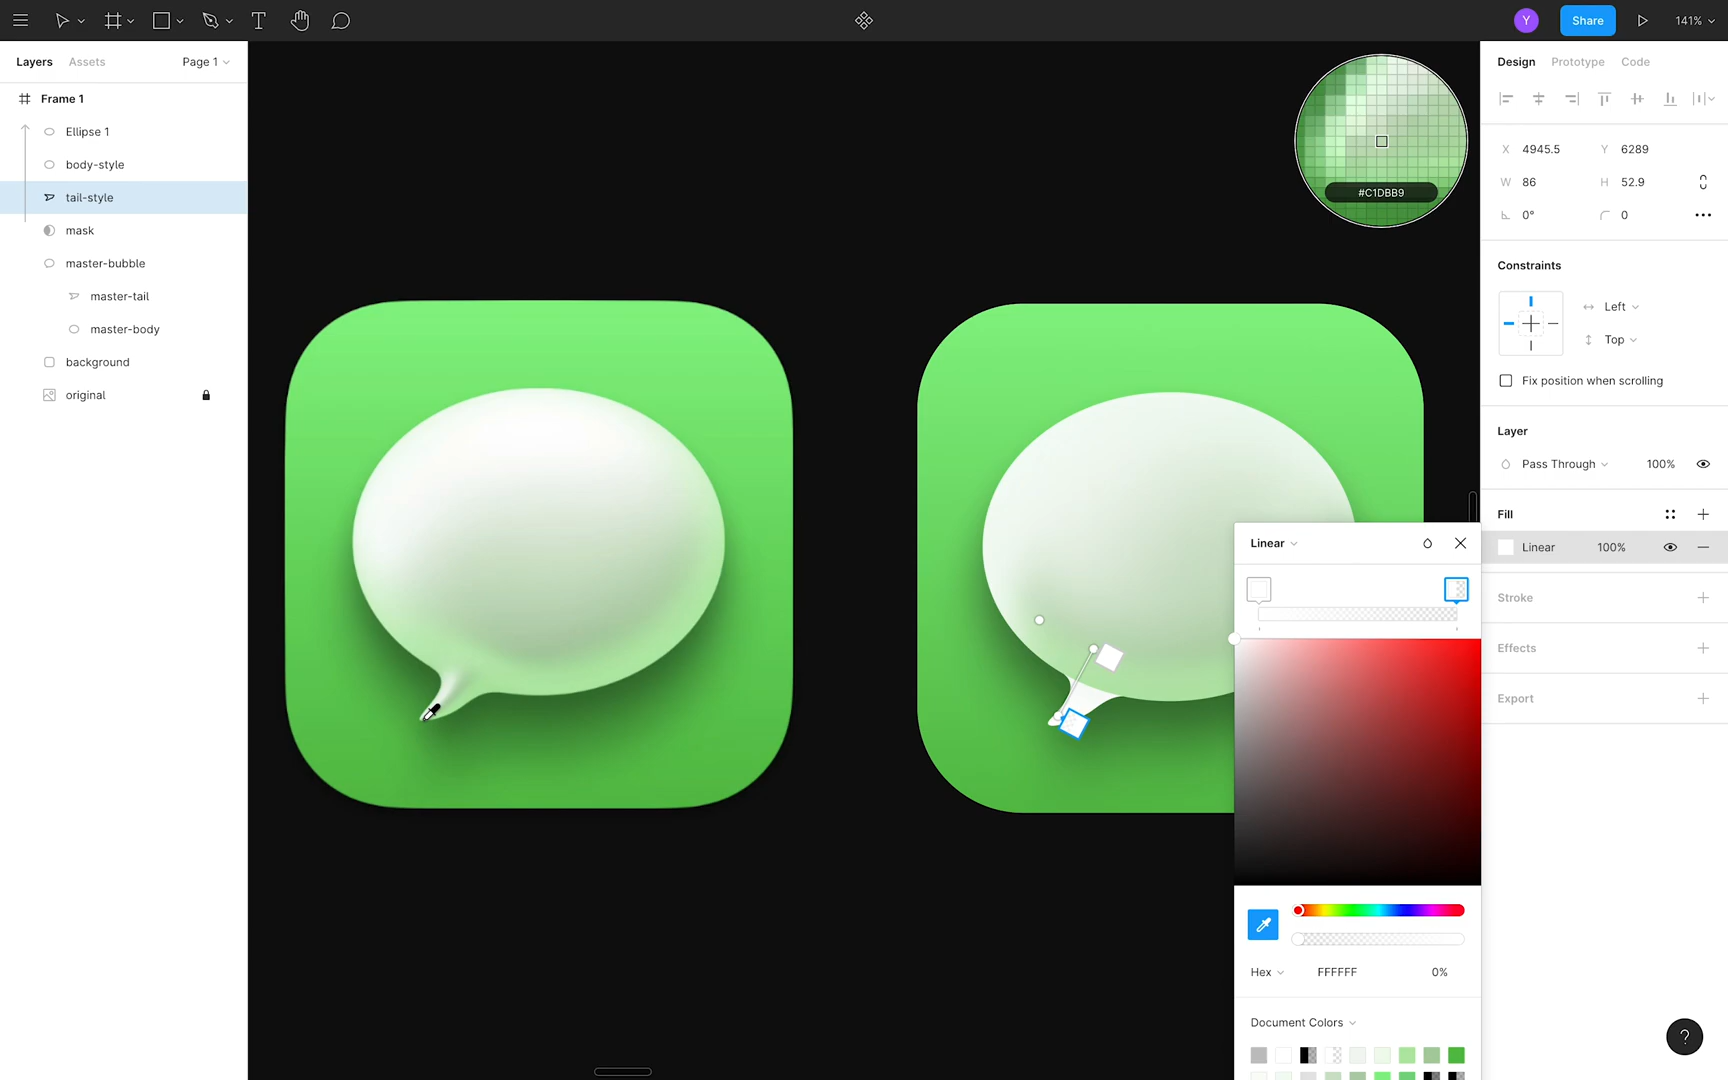 Y
Share
141%
Layers
Assets
Page 1
Frame 1
Ellipse 1
body-style
tail-style
mask
master-bubble
master-tail
master-body
background
original
#C1DBB9
Design
Prototype
Code
X 4945.5
Y 6289
W 86
H 52.9
0°
0
Constraints
Left
Top
Fix position when scrolling
Layer
Pass Through
100%
Fill
Linear
100%
Stroke
Effects
Export
Linear
Hex
FFFFFF
0%
Document Colors
?